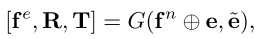 [f^e, R, T] = G(f^n ⊕ e, ẽ),